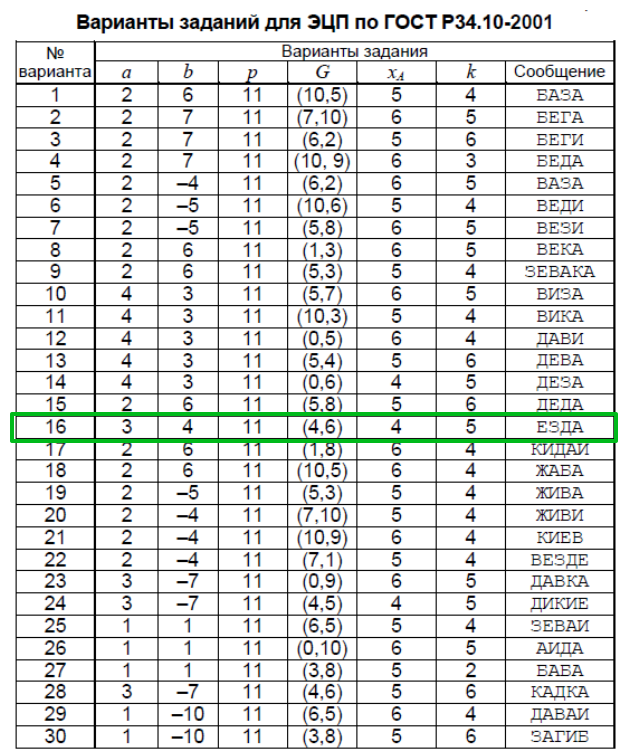 Варианты заданий для ЭЦП по ГОСТ Р34.10-2001
№ варианта Варианты задания
a b p G x_A k Сообщение
1 2 6 11 (10,5) 5 4 ВАЗА
2 2 7 11 (7,10) 6 5 ВЕГА
3 2 7 11 (6,2) 5 6 ВЕГИ
4 2 7 11 (10, 9) 6 3 ВЕДА
5 2 –4 11 (6,2) 6 5 ВАЗА
6 2 –5 11 (10,6) 5 4 ВЕДИ
7 2 –5 11 (5,8) 6 5 ВЕЗИ
8 2 6 11 (1,3) 6 5 ВЕКА
9 2 6 11 (5,3) 5 4 ЗЕВАКА
10 4 3 11 (5,7) 6 5 ВИЗА
11 4 3 11 (10,3) 5 4 ВИКА
12 4 3 11 (0,5) 6 4 ДАВИ
13 4 3 11 (5,4) 5 6 ДЕВА
14 4 3 11 (0,6) 4 5 ДЕЗА
15 2 6 11 (5,8) 5 6 ДЕДА
16 3 4 11 (4,6) 4 5 ЕЗДА
17 2 6 11 (1,8) 6 4 КИДАИ
18 2 6 11 (10,5) 6 4 ЖАБА
19 2 –5 11 (5,3) 5 4 ЖИВА
20 2 –4 11 (7,10) 5 4 ЖИВИ
21 2 –4 11 (10,9) 6 4 КИЕВ
22 2 –4 11 (7,1) 5 4 ВЕЗДЕ
23 3 –7 11 (0,9) 6 5 ДАВКА
24 3 –7 11 (4,5) 4 5 ДИКИЕ
25 1 1 11 (6,5) 5 4 ЗЕВАИ
26 1 1 11 (0,10) 6 5 АИДА
27 1 1 11 (3,8) 5 2 БАБА
28 3 –7 11 (4,6) 5 6 КАДКА
29 1 –10 11 (6,5) 6 4 ДАВАИ
30 1 –10 11 (3,8) 5 6 ЗАГИБ